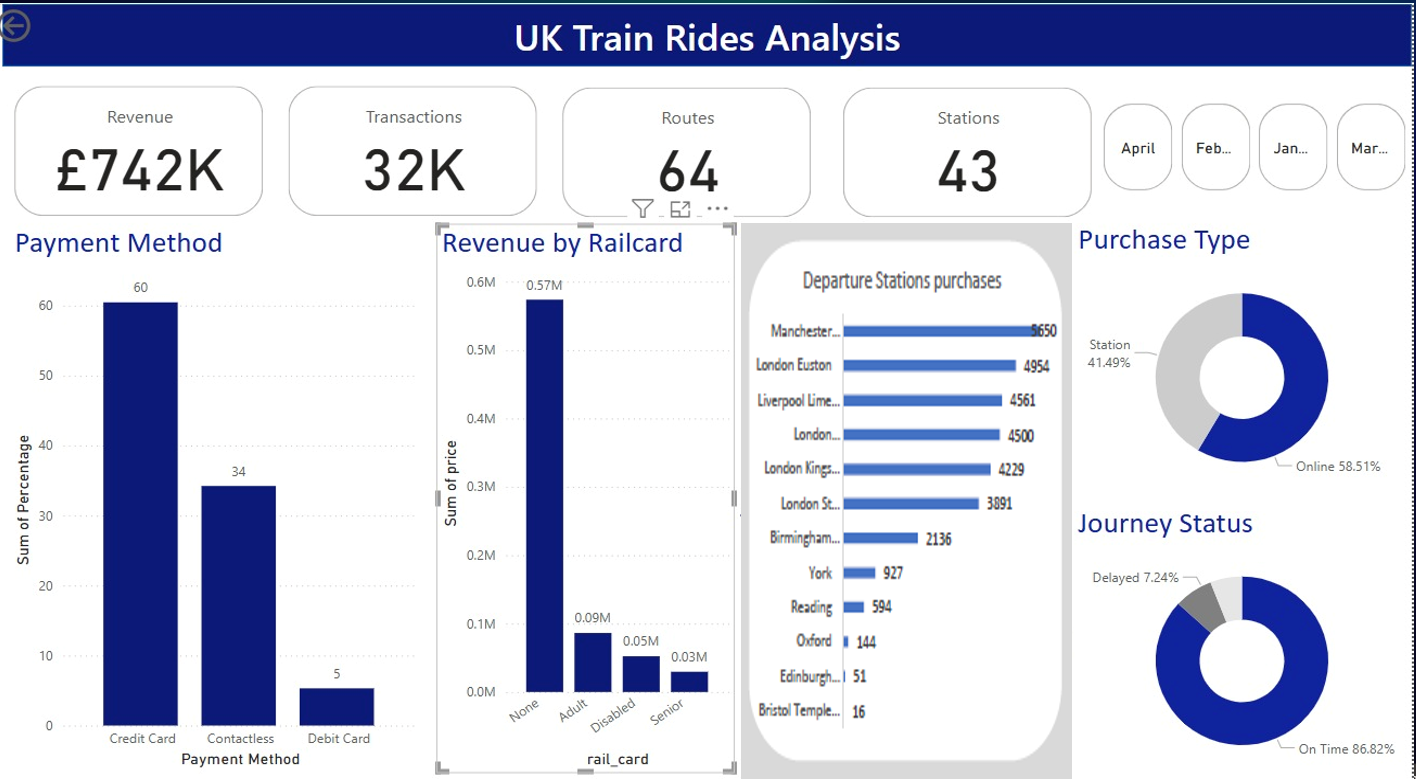 UK Train Rides Analysis
Revenue
£742K
Transactions
32K
Routes
64
Stations
43
April
Feb...
Jan...
Mar...
Payment Method
60
50
40
30
20
10
0
Sum of Percentage
60
34
5
Credit Card
Contactless
Debit Card
Payment Method
Revenue by Railcard
0.6M
0.5M
0.4M
0.3M
0.2M
0.1M
0.0M
Sum of price
0.57M
0.09M
0.05M
0.03M
None
Adult
Disabled
Senior
rail_card
Departure Stations purchases
Manchester... 5650
London Euston 4954
Liverpool Lime... 4561
London... 4500
London Kings... 4229
London St... 3891
Birmingham... 2136
York 927
Reading 594
Oxford 144
Edinburgh... 51
Bristol Temple... 16
Purchase Type
Station
41.49%
Online 58.51%
Journey Status
Delayed 7.24%
On Time 86.82%